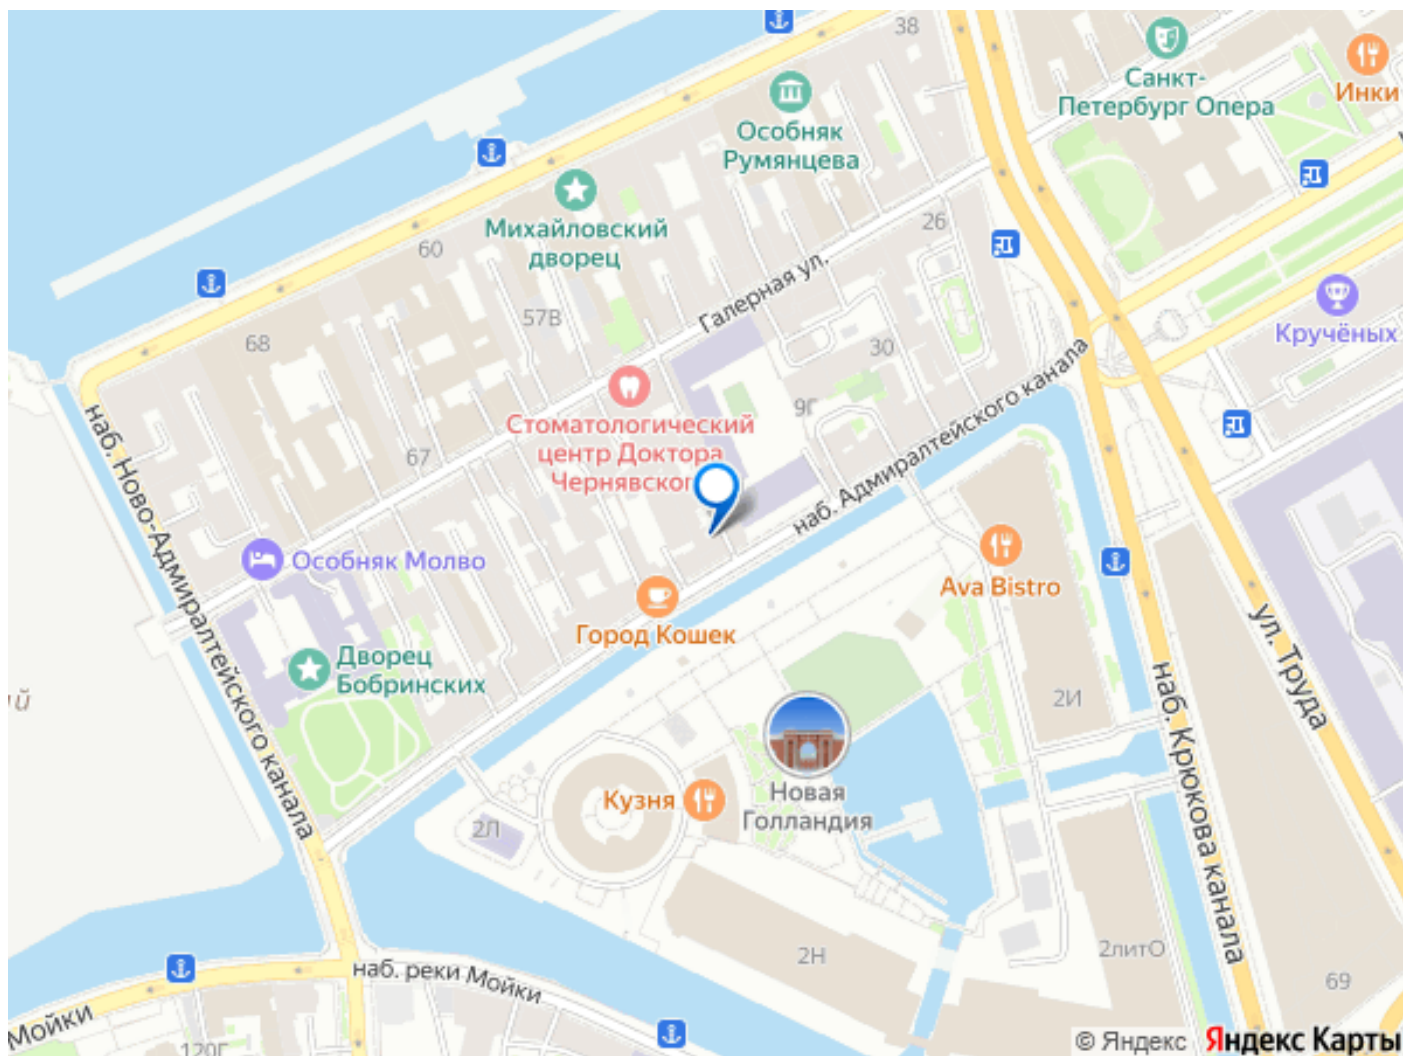 38
Санкт-
Петербург Опера
Инки
Особняк
Румянцева
Михайловский
дворец
26
60
Галерная ул.
57В
68
30
Кручёных
наб. Адмиралтейского канала
9Г
Стоматологический
центр Доктора
Чернявског
67
наб. Ново-Адмиралтейского канала
Особняк Молво
Ava Bistro
Город Кошек
ул. Труда
Дворец
Бобринских
ий
2И
наб. Крюкова канала
Кузня
Новая
Голландия
2Л
2Н
2литО
69
наб. реки Мойки
Мойки
120Г
© Яндекс
Яндекс Карты